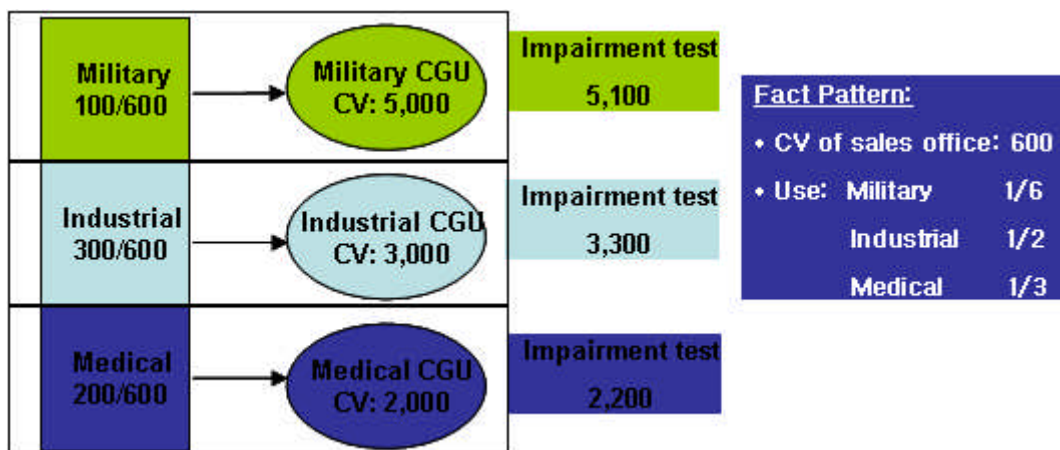 Military
100/600
Military CGU
CV: 5,000
Impairment test
5,100
Industrial
300/600
Industrial CGU
CV: 3,000
Impairment test
3,300
Medical
200/600
Medical CGU
CV: 2,000
Impairment test
2,200
Fact Pattern:
• CV of sales office: 600
• Use: Military 1/6
Industrial 1/2
Medical 1/3